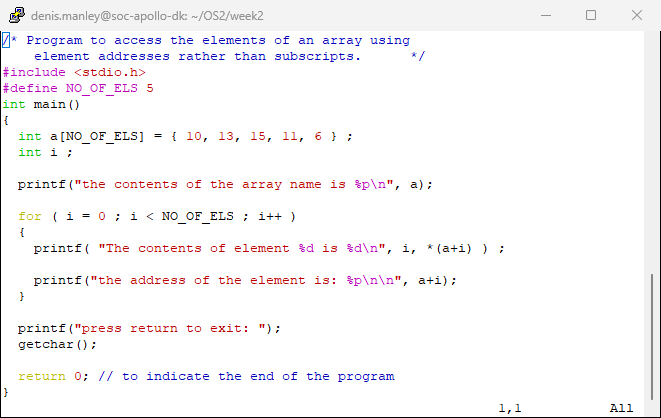 denis.manley@soc-apollo-dk: ~/OS2/week2
/* Program to access the elements of an array using
    element addresses rather than subscripts.      */
#include <stdio.h>
#define NO_OF_ELS 5
int main()
{
  int a[NO_OF_ELS] = { 10, 13, 15, 11, 6 } ;
  int i ;

  printf("the contents of the array name is %p\n", a);

  for ( i = 0 ; i < NO_OF_ELS ; i++ )
  {
    printf( "The contents of element %d is %d\n", i, *(a+i) ) ;

    printf("the address of the element is: %p\n\n", a+i);
  }

  printf("press return to exit: ");
  getchar();

  return 0; // to indicate the end of the program
}
1,1           All